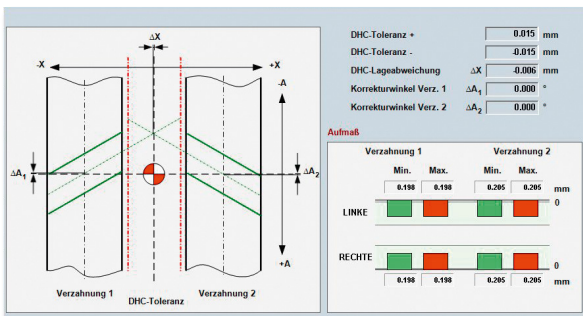 ΔX
-X
+X
-A
ΔA1
ΔA2
+A
Verzahnung 1
DHC-Toleranz
Verzahnung 2
DHC-Toleranz + 0.015 mm
DHC-Toleranz - -0.015 mm
DHC-Lageabweichung ΔX -0.006 mm
Korrekturwinkel Verz. 1 ΔA1 0.000 °
Korrekturwinkel Verz. 2 ΔA2 0.000 °
Aufmaß
Verzahnung 1 Verzahnung 2
Min. Max. Min. Max.
0.198 0.198 0.205 0.205 mm
LINKE 0
RECHTE 0
0.198 0.198 0.205 0.205 mm